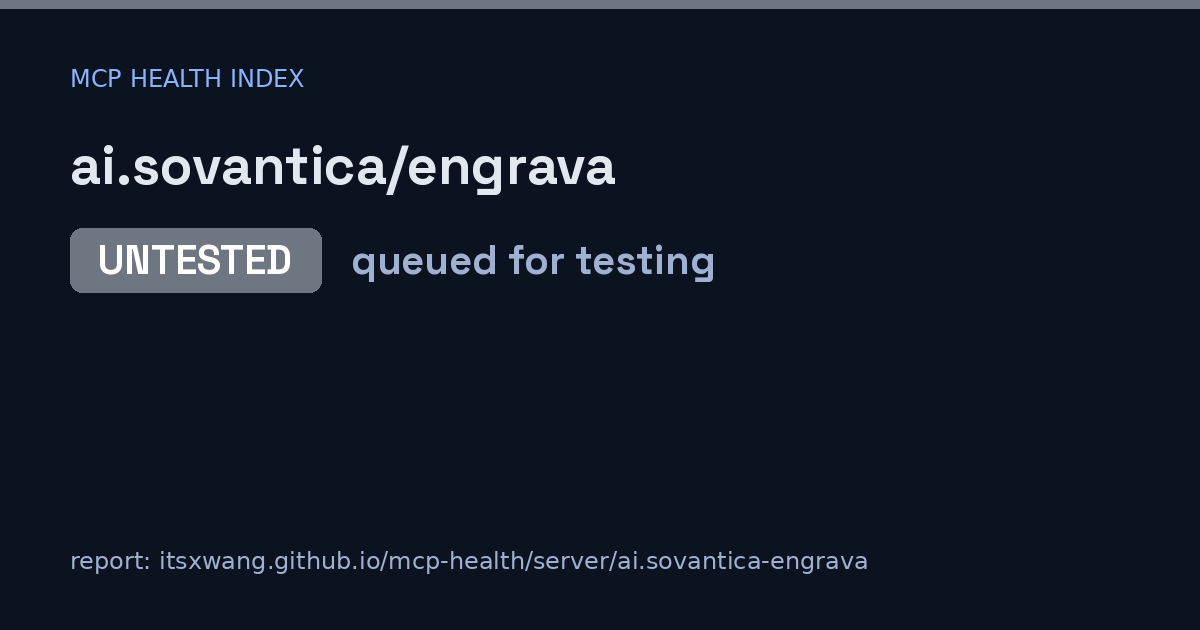 MCP HEALTH INDEX
ai.sovantica/engrava
UNTESTED queued for testing
report: itsxwang.github.io/mcp-health/server/ai.sovantica-engrava